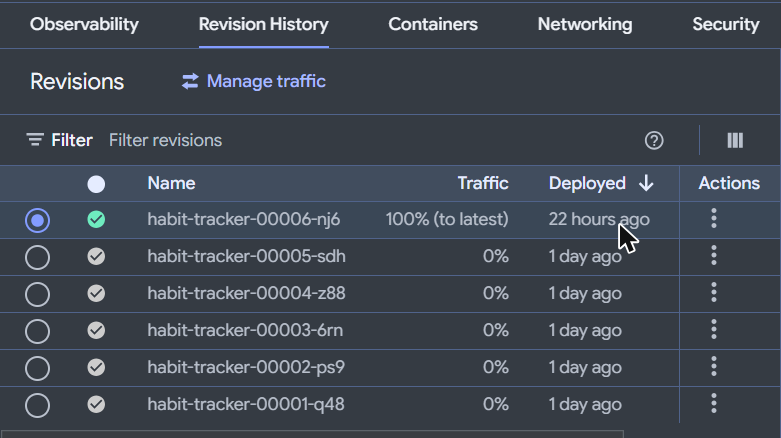 Observability Revision History Containers Networking Security
Revisions Manage traffic
Filter Filter revisions
Name Traffic Deployed Actions
habit-tracker-00006-nj6 100% (to latest) 22 hours ago
habit-tracker-00005-sdh 0% 1 day ago
habit-tracker-00004-z88 0% 1 day ago
habit-tracker-00003-6rn 0% 1 day ago
habit-tracker-00002-ps9 0% 1 day ago
habit-tracker-00001-q48 0% 1 day ago